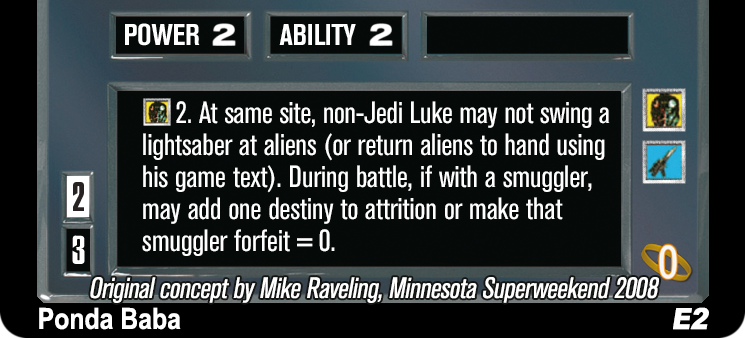 POWER 2 ABILITY 2
2. At same site, non-Jedi Luke may not swing a
lightsaber at aliens (or return aliens to hand using
his game text). During battle, if with a smuggler,
may add one destiny to attrition or make that
smuggler forfeit = 0.
2
3
0
Original concept by Mike Raveling, Minnesota Superweekend 2008
Ponda Baba E2